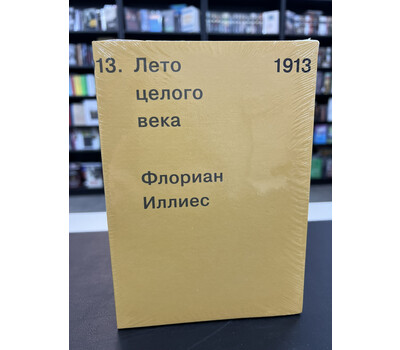 13. Лето 1913
целого
века
Флориан
Иллиес